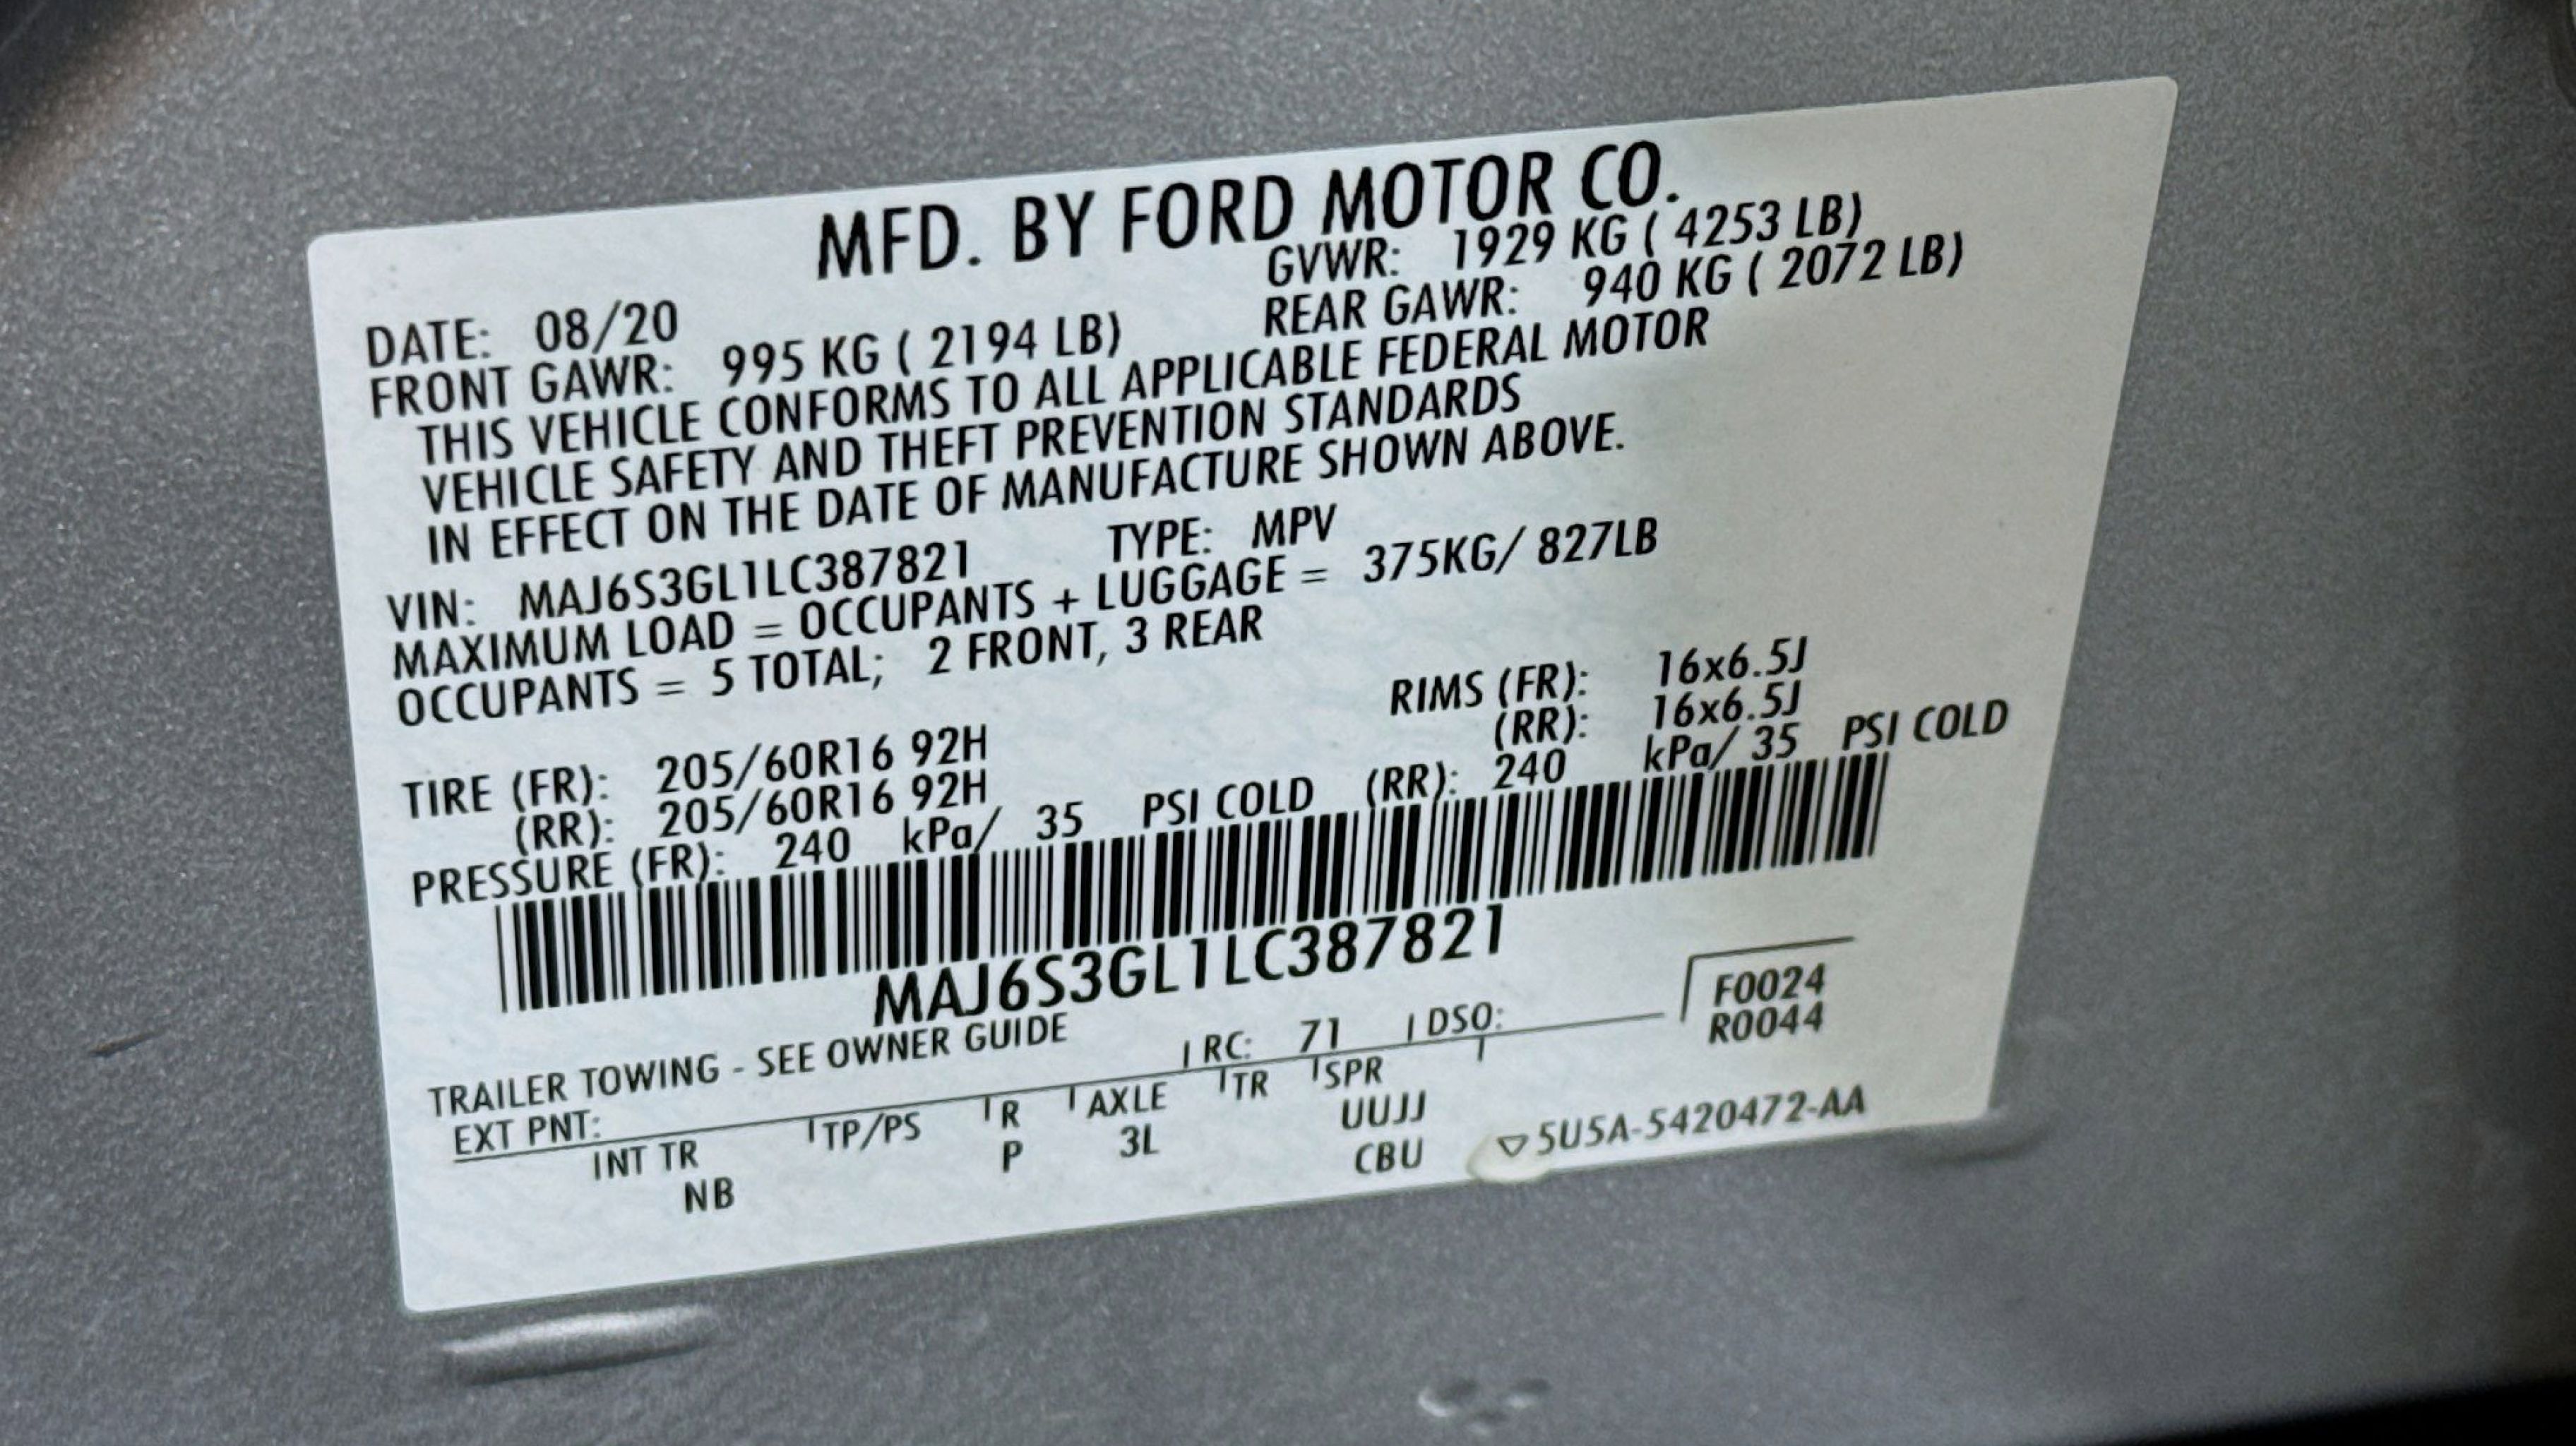 MFD. BY FORD MOTOR CO.
DATE: 08/20 GVWR: 1929 KG ( 4253 LB)
FRONT GAWR: 995 KG ( 2194 LB) REAR GAWR: 940 KG ( 2072 LB)
THIS VEHICLE CONFORMS TO ALL APPLICABLE FEDERAL MOTOR
VEHICLE SAFETY AND THEFT PREVENTION STANDARDS
IN EFFECT ON THE DATE OF MANUFACTURE SHOWN ABOVE.
VIN: MAJ6S3GL1LC387821 TYPE: MPV
MAXIMUM LOAD = OCCUPANTS + LUGGAGE = 375KG/ 827LB
OCCUPANTS = 5 TOTAL; 2 FRONT, 3 REAR
TIRE (FR): 205/60R16 92H RIMS (FR): 16x6.5J
(RR): 205/60R16 92H (RR): 16x6.5J
PRESSURE (FR): 240 kPa/ 35 PSI COLD (RR): 240 kPa/ 35 PSI COLD
MAJ6S3GL1LC387821
TRAILER TOWING - SEE OWNER GUIDE
F0024
EXT PNT: RC: 71 DSO: R0044
INT TR TP/PS R AXLE TR SPR
NB P 3L UUJJ
CBU ▽5U5A-5420472-AA